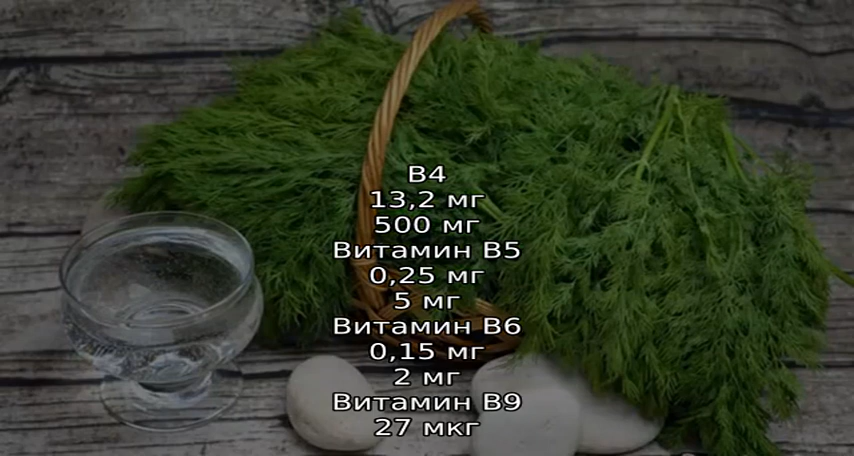 B4
13,2 мг
500 мг
Витамин B5
0,25 мг
5 мг
Витамин B6
0,15 мг
2 мг
Витамин B9
27 мкг